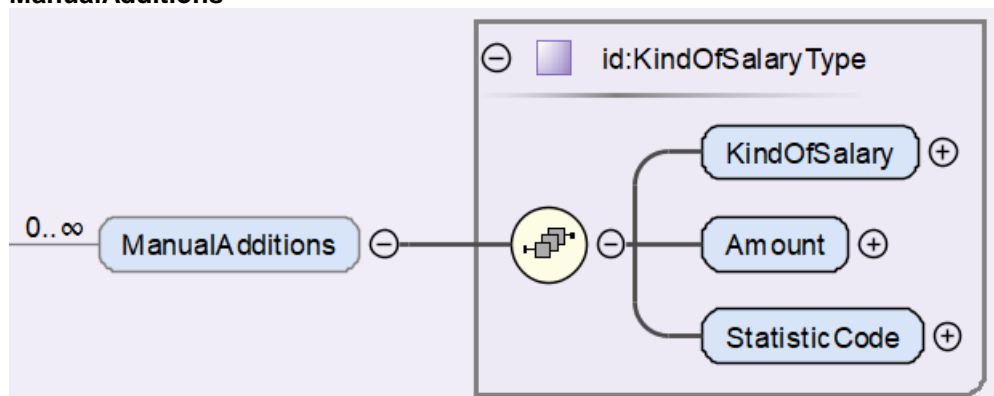 ManualAdditions
id:KindOfSalaryType
KindOfSalary
0..∞
ManualAdditions
Amount
StatisticCode